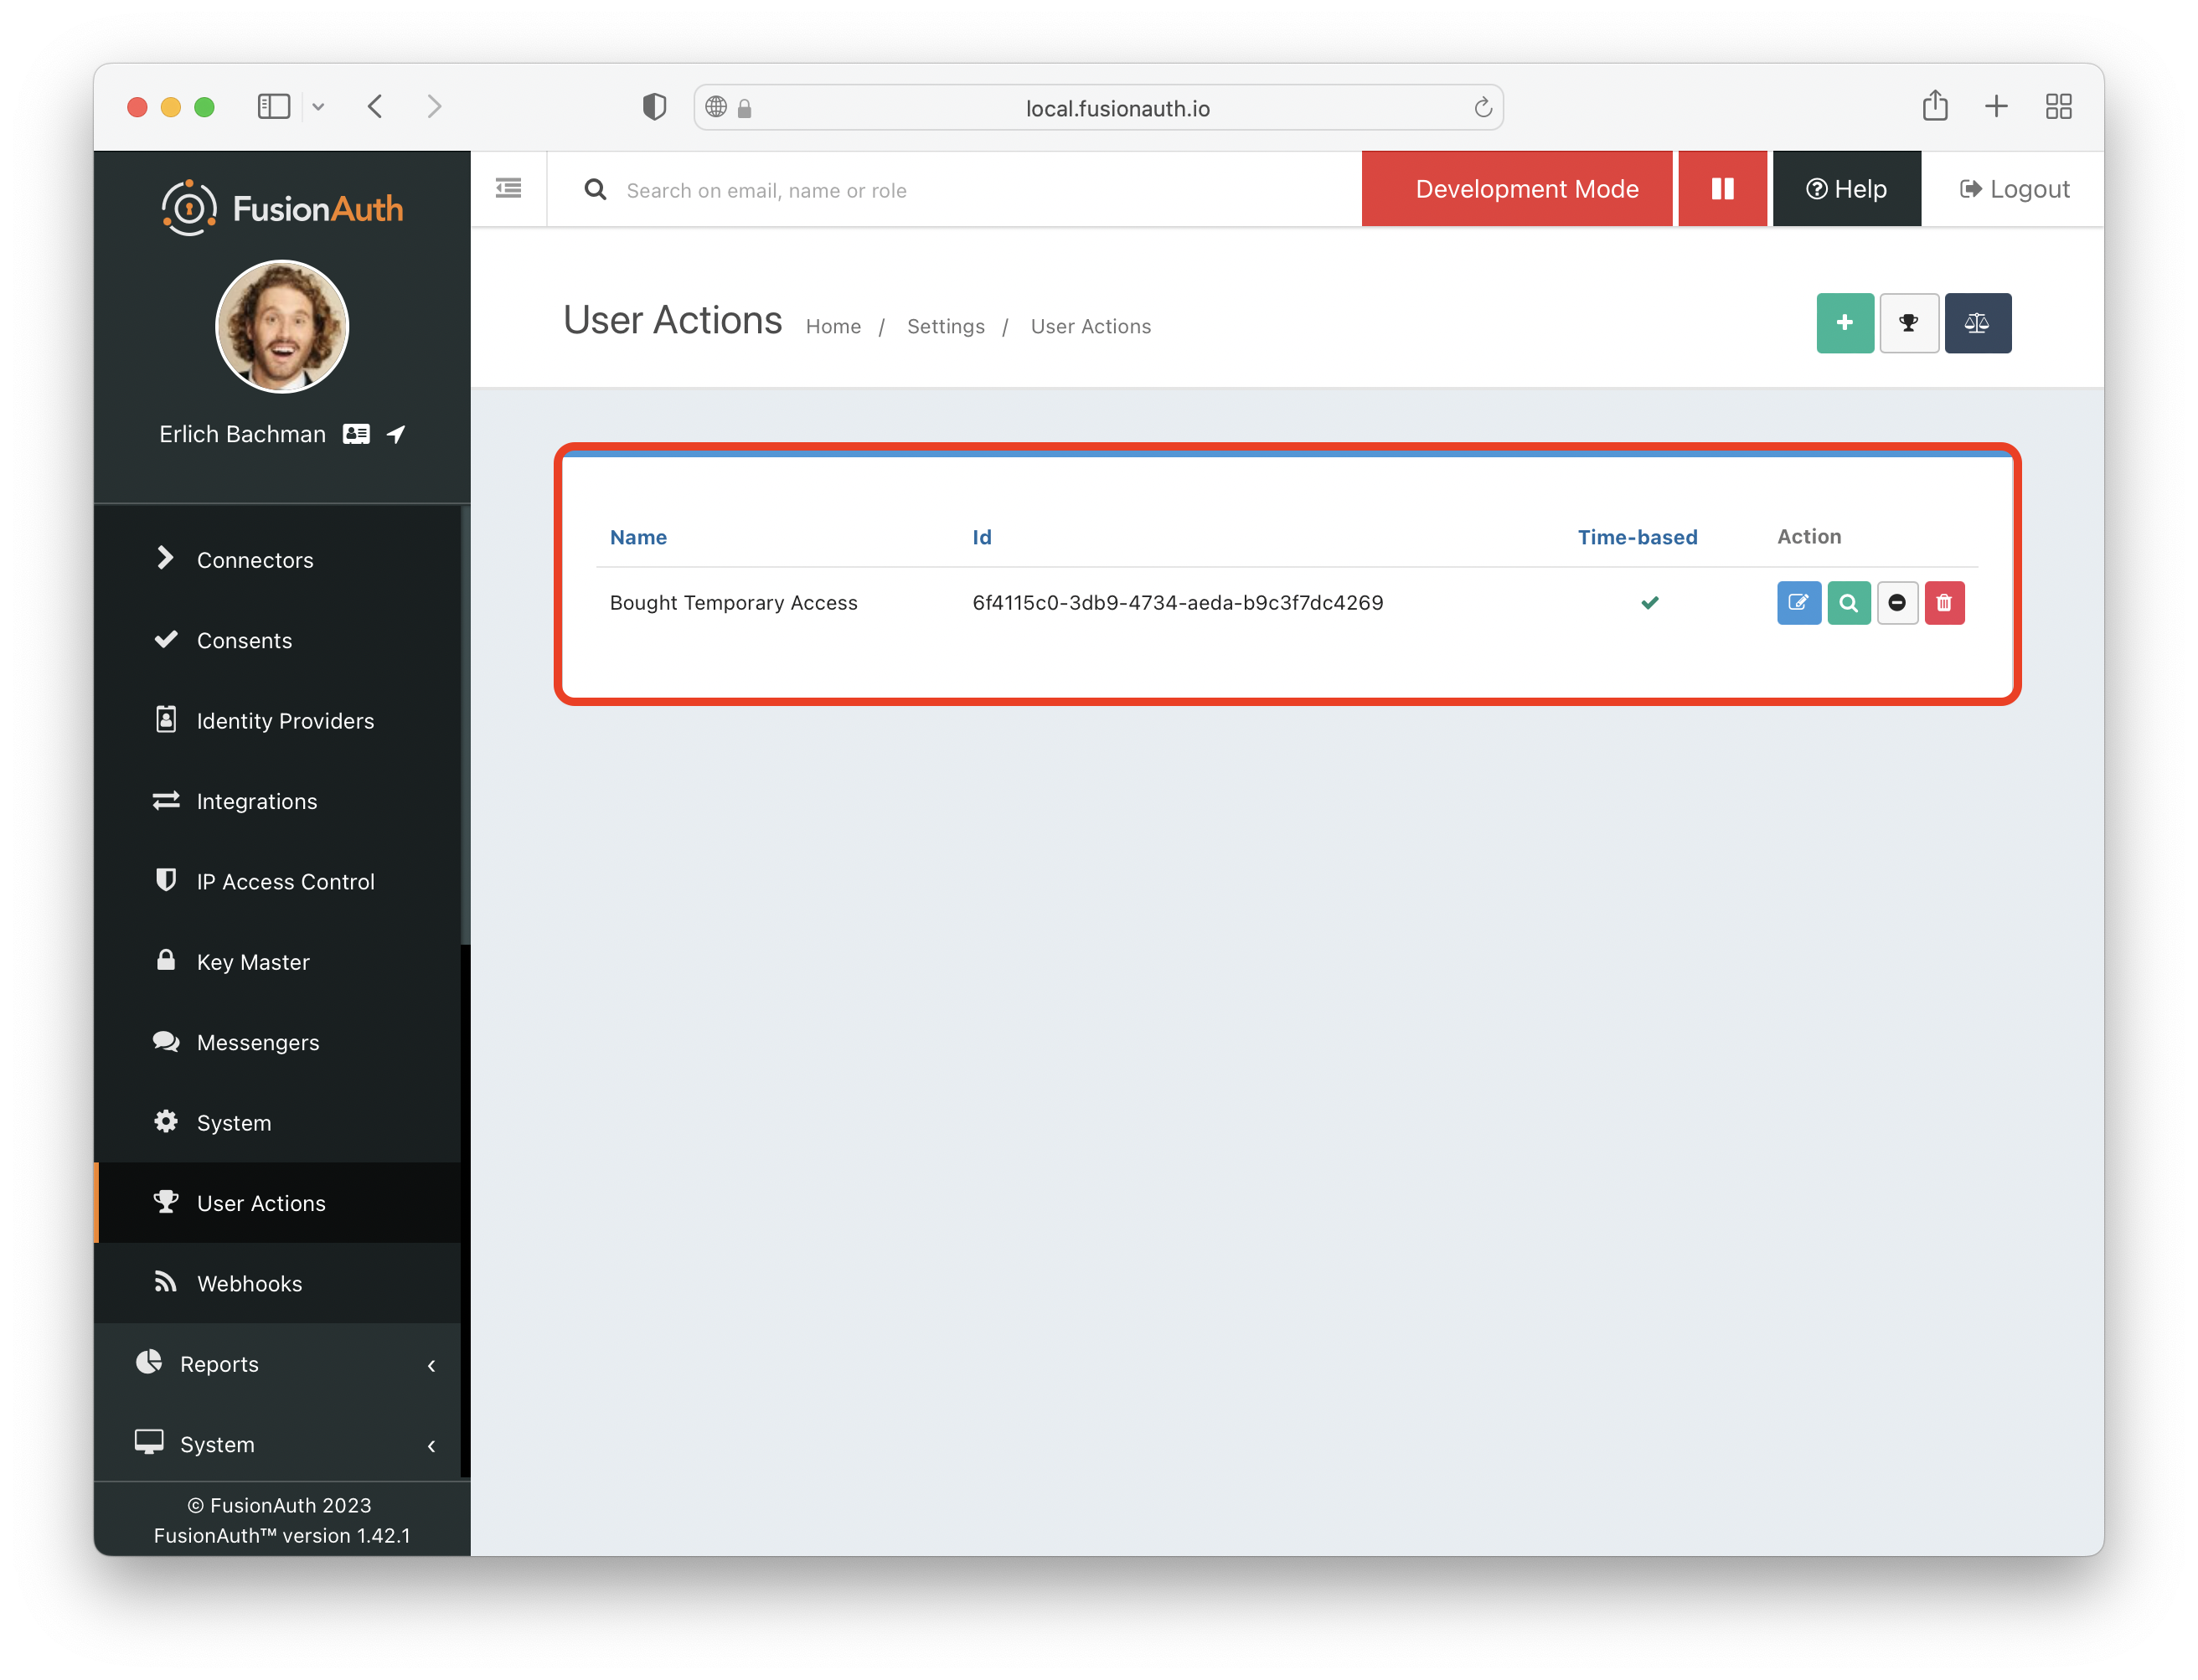 local.fusionauth.io
FusionAuth
Search on email, name or role
Development Mode
Help
Logout
User Actions
Home / Settings / User Actions
Erlich Bachman
Connectors
Consents
Identity Providers
Integrations
IP Access Control
Key Master
Messengers
System
User Actions
Webhooks
Reports
System
© FusionAuth 2023
FusionAuth™ version 1.42.1
Name Id Time-based Action
Bought Temporary Access 6f4115c0-3db9-4734-aeda-b9c3f7dc4269